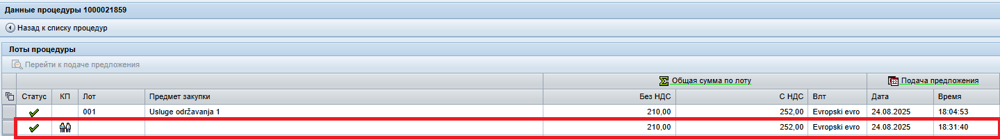 Данные процедуры 1000021859
Назад к списку процедур
Лоты процедуры
Перейти к подаче предложения
Общая сумма по лоту Подача предложения
Статус КП Лот Предмет закупки Без НДС С НДС Влт Дата Время
001 Usluge održavanja 1 210,00 252,00 Evropski evro 24.08.2025 18:04:53
210,00 252,00 Evropski evro 24.08.2025 18:31:40